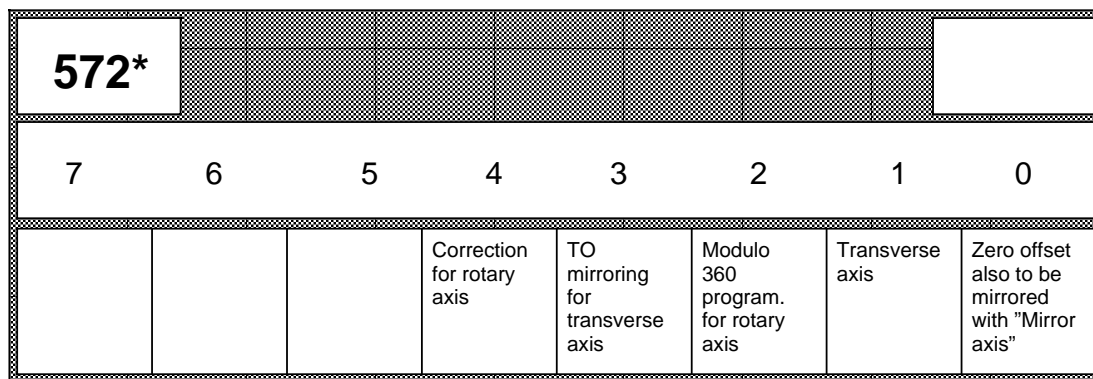 572*
7 6 5 4 3 2 1 0
Correction
for rotary
axis
TO
mirroring
for
transverse
axis
Modulo
360
program.
for rotary
axis
Transverse
axis
Zero offset
also to be
mirrored
with ”Mirror
axis”